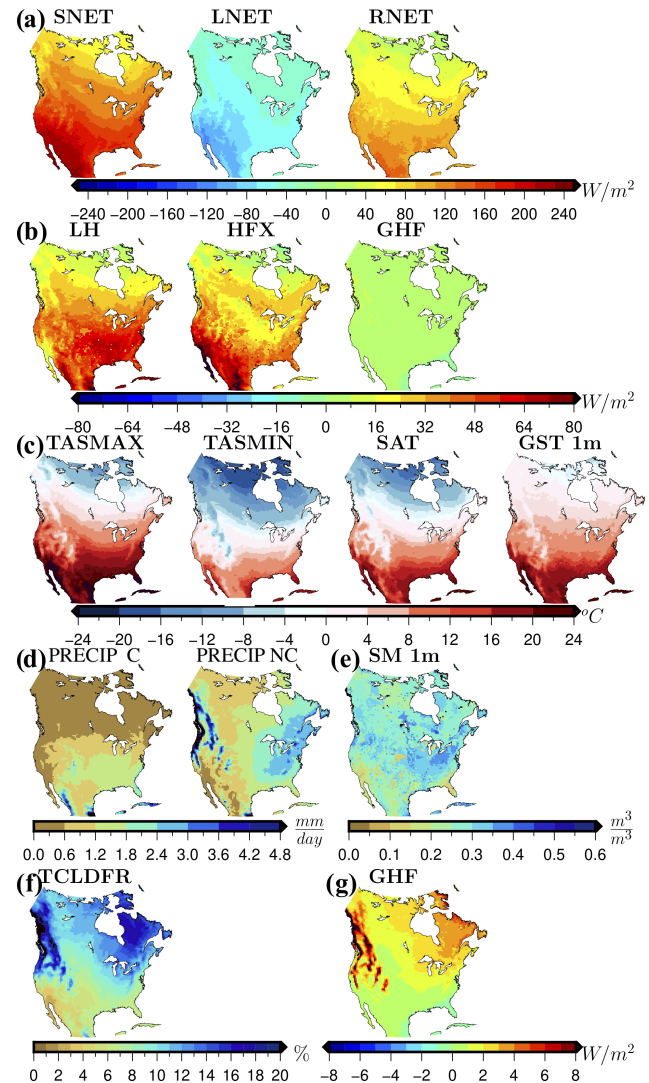 (a) SNET LNET RNET
−240 −200 −160 −120 −80 −40 0 40 80 120 160 200 240 W/m²
(b) LH HFX GHF
−80 −64 −48 −32 −16 0 16 32 48 64 80 W/m²
(c) TASMAX TASMIN SAT GST 1m
−24 −20 −16 −12 −8 −4 0 4 8 12 16 20 24 °C
(d) PRECIP C PRECIP NC (e) SM 1m
0.0 0.6 1.2 1.8 2.4 3.0 3.6 4.2 4.8 mm/day 0.0 0.1 0.2 0.3 0.4 0.5 0.6 m³/m³
(f) TCLDFR (g) GHF
0 2 4 6 8 10 12 14 16 18 20 % −8 −6 −4 −2 0 2 4 6 8 W/m²